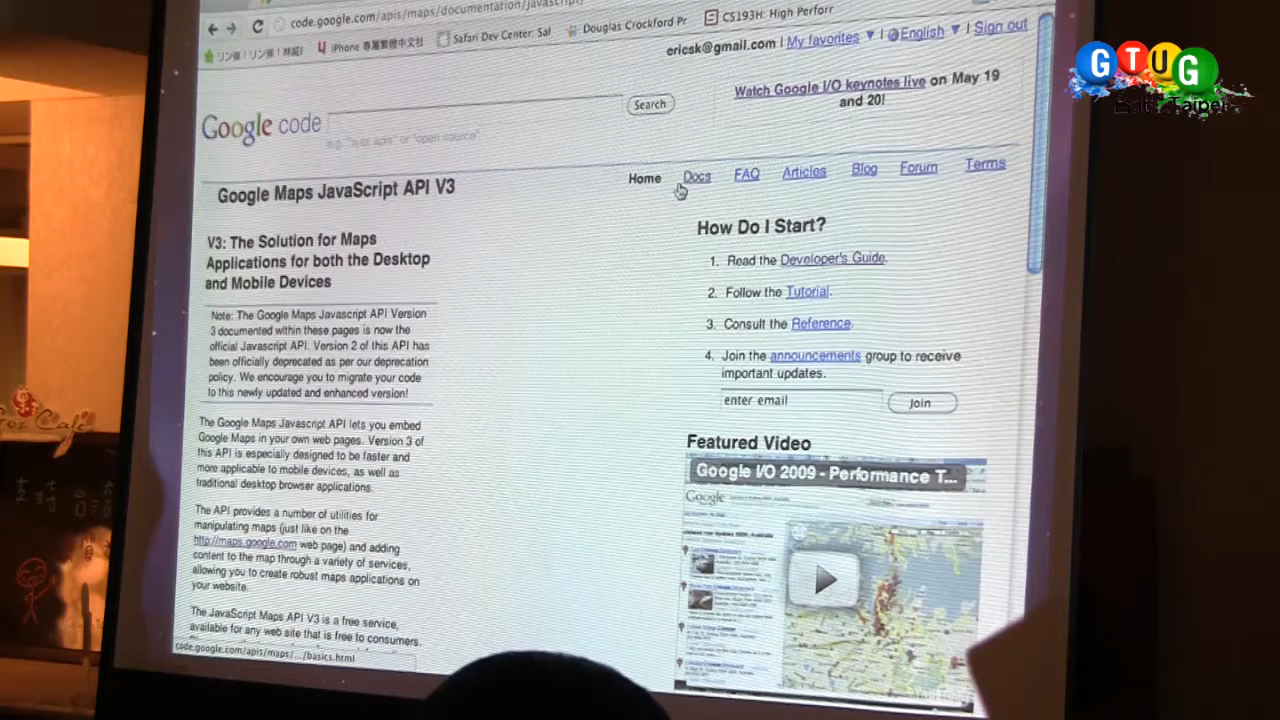 code.google.com/apis/maps/documentation/javascript/
iPhone 專屬繁體中文社
Safari Dev Center: Saf
Douglas Crockford Pr
CS193H: High Perforr
ericsk@gmail.com | My favorites ▼ | English ▼ | Sign out
GTUG
台北 Taipei
Watch Google I/O keynotes live on May 19
and 20!
Google code
Search
e.g. "ajax apis" or "open source"
Google Maps JavaScript API V3
Home Docs FAQ Articles Blog Forum Terms
V3: The Solution for Maps
Applications for both the Desktop
and Mobile Devices
Note: The Google Maps Javascript API Version
3 documented within these pages is now the
official Javascript API. Version 2 of this API has
been officially deprecated as per our deprecation
policy. We encourage you to migrate your code
to this newly updated and enhanced version!
The Google Maps Javascript API lets you embed
Google Maps in your own web pages. Version 3 of
this API is especially designed to be faster and
more applicable to mobile devices, as well as
traditional desktop browser applications.
The API provides a number of utilities for
manipulating maps (just like on the
http://maps.google.com web page) and adding
content to the map through a variety of services,
allowing you to create robust maps applications on
your website.
The JavaScript Maps API V3 is a free service,
available for any web site that is free to consumers.
code.google.com/apis/maps/.../basics.html
How Do I Start?
1. Read the Developer's Guide.
2. Follow the Tutorial.
3. Consult the Reference.
4. Join the announcements group to receive
important updates.
enter email
Join
Featured Video
Google I/O 2009 - Performance T...
Google
Café